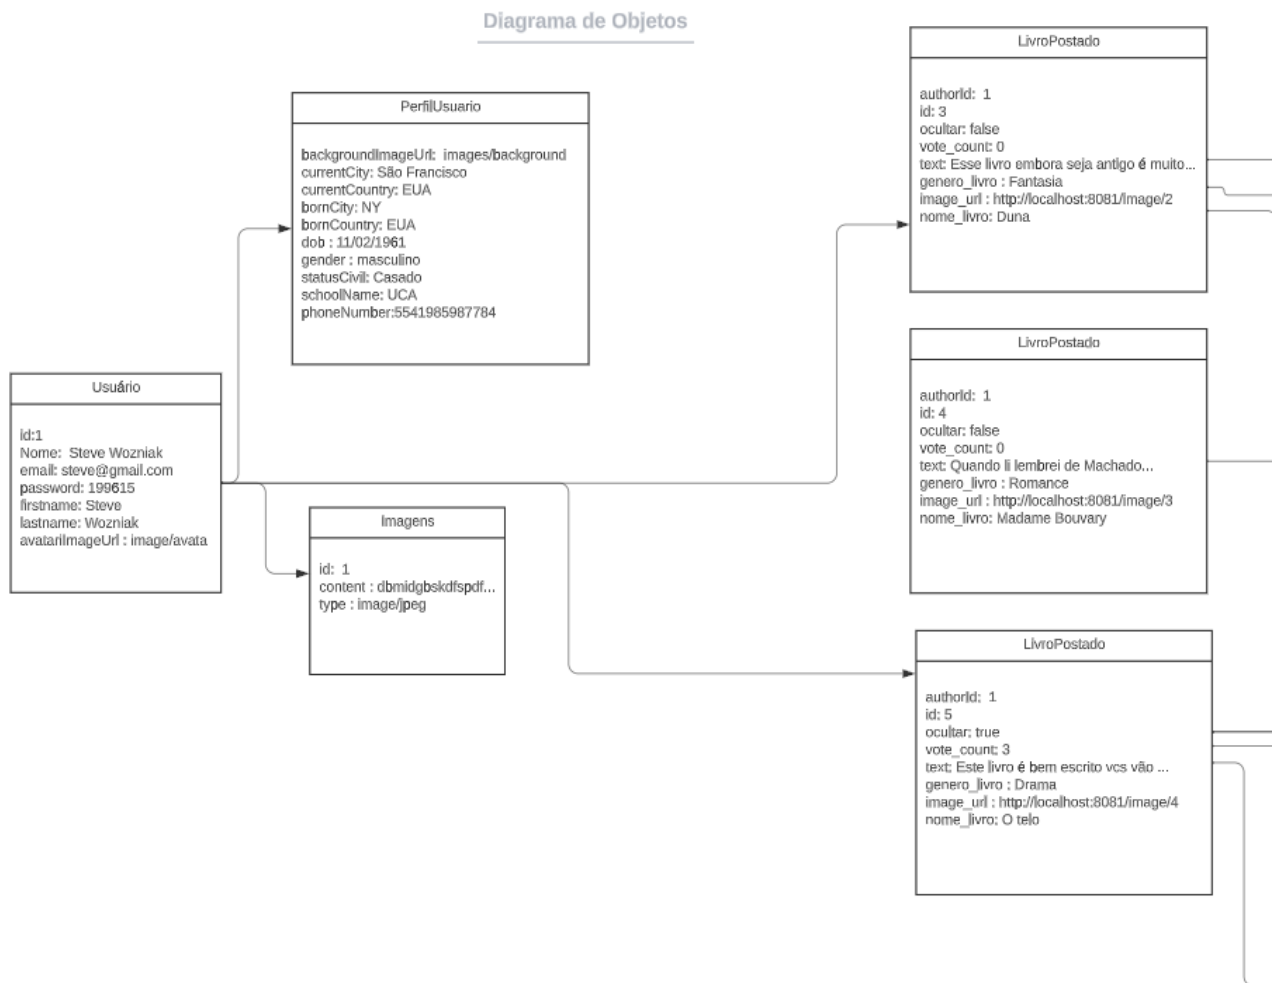 Diagrama de Objetos
PerfilUsuario
backgroundImageUrl:  images/background
currentCity: São Francisco
currentCountry: EUA
bornCity: NY
bornCountry: EUA
dob : 11/02/1961
gender : masculino
statusCivil: Casado
schoolName: UCA
phoneNumber:5541985987784
Usuário
id:1
Nome:  Steve Wozniak
email: steve@gmail.com
password: 199615
firstname: Steve
lastname: Wozniak
avatarilmageUrl : image/avata
Imagens
id:  1
content : dbmidgbskdfspdf...
type : image/jpeg
LivroPostado
authorId:  1
id: 3
ocultar: false
vote_count: 0
text: Esse livro embora seja antigo é muito...
genero_livro : Fantasia
image_url : http://localhost:8081/image/2
nome_livro: Duna
LivroPostado
authorId:  1
id: 4
ocultar: false
vote_count: 0
text: Quando li lembrei de Machado...
genero_livro : Romance
image_url : http://localhost:8081/image/3
nome_livro: Madame Bouvary
LivroPostado
authorId:  1
id: 5
ocultar: true
vote_count: 3
text: Este livro é bem escrito vcs vão ...
genero_livro : Drama
image_url : http://localhost:8081/image/4
nome_livro: O telo